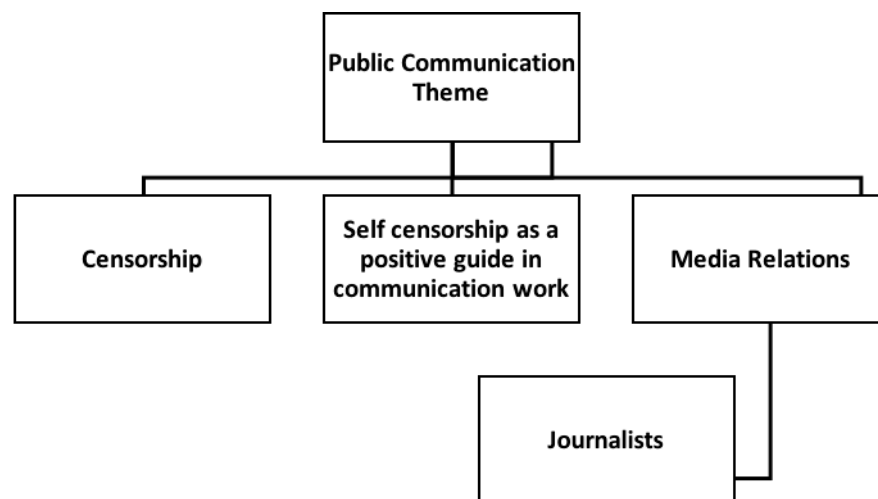 Public Communication
Theme
Censorship
Self censorship as a
positive guide in
communication work
Media Relations
Journalists